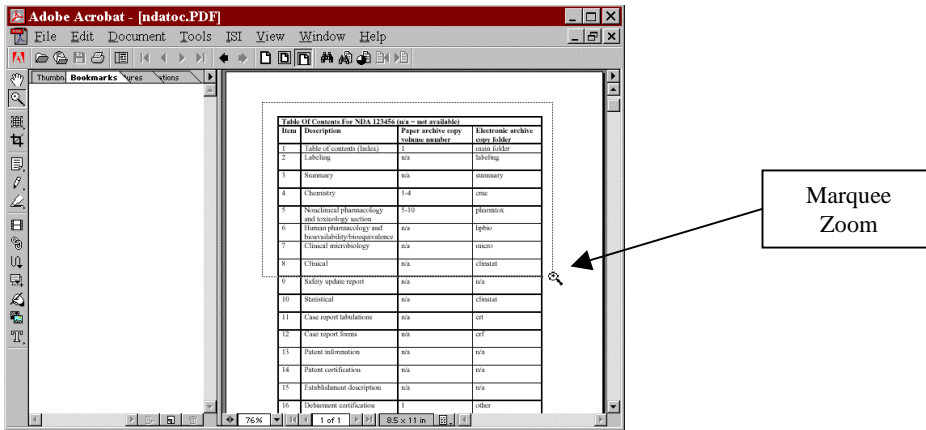 Adobe Acrobat - [ndatoc.PDF]
File Edit Document Tools ISI View Window Help
Thumbn Bookmarks ures tions
Table Of Contents For NDA 123456 (n/a = not available)
Item Description Paper archive copy volume number Electronic archive copy folder
1 Table of contents (Index) 1 main folder
2 Labeling n/a labeling
3 Summary n/a summary
4 Chemistry 1-4 cmc
5 Nonclinical pharmacology and toxicology section 5-10 pharmtox
6 Human pharmacology and bioavailability/bioequivalence n/a hpbio
7 Clinical microbiology n/a micro
8 Clinical n/a clinstat
9 Safety update report n/a n/a
10 Statistical n/a clinstat
11 Case report tabulations n/a crt
12 Case report forms n/a crf
13 Patent information n/a n/a
14 Patent certification n/a n/a
15 Establishment description n/a n/a
16 Debarment certification 1 other
76% 1 of 1 8.5 x 11 in
Marquee
Zoom